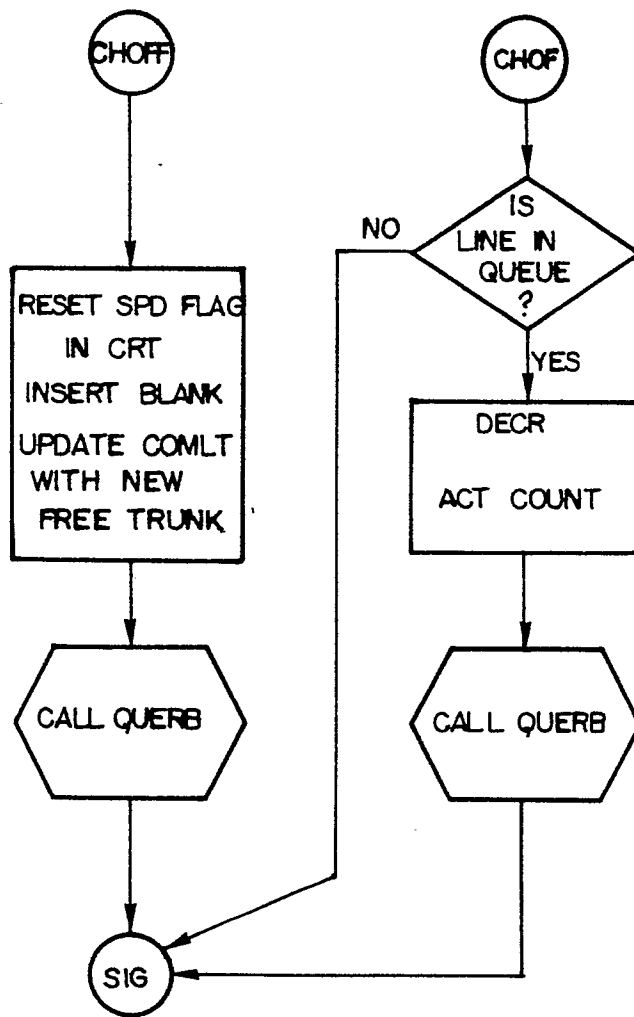 CHOFF
RESET SPD FLAG
IN CRT
INSERT BLANK
UPDATE COMLT
WITH NEW
FREE TRUNK
CALL QUERB
SIG
CHOF
IS
LINE IN
QUEUE
?
NO
YES
DECR
ACT COUNT
CALL QUERB